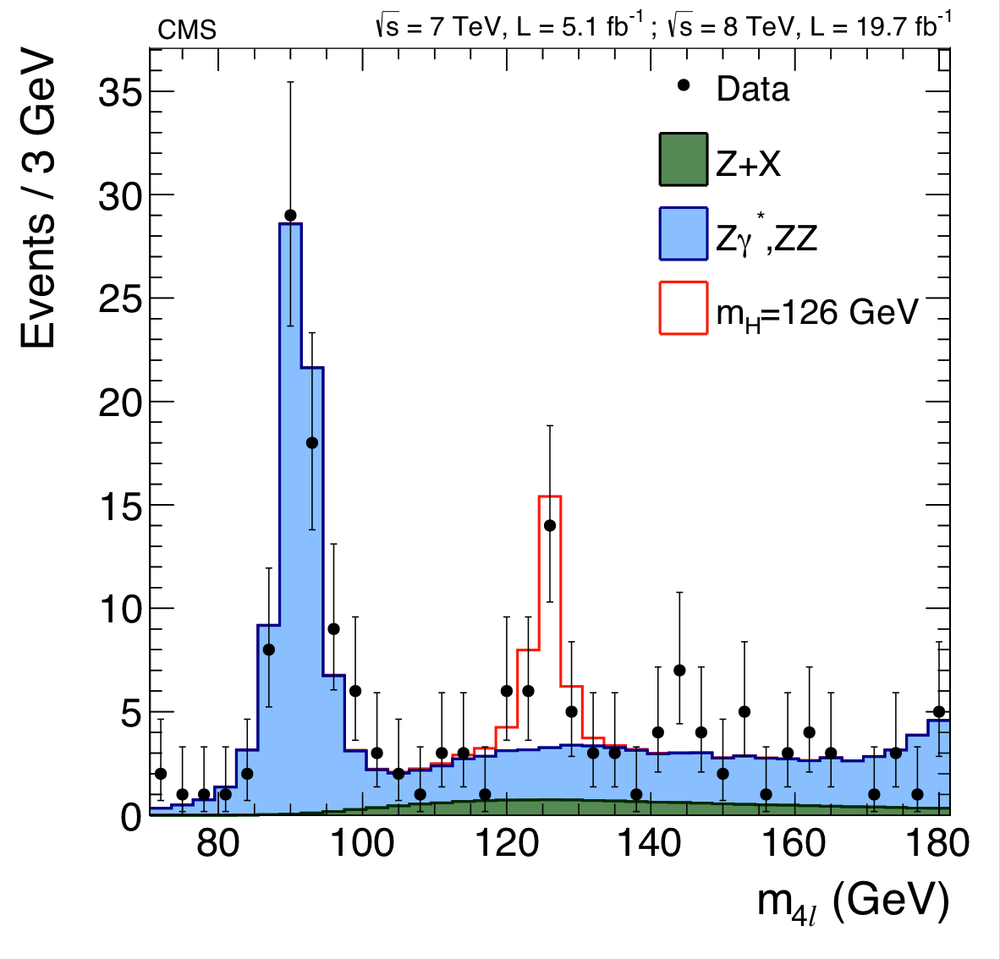 CMS √s = 7 TeV, L = 5.1 fb⁻¹ ; √s = 8 TeV, L = 19.7 fb⁻¹
Events / 3 GeV
35
30
25
20
15
10
5
0
Data
Z+X
Zγ*,ZZ
m_H=126 GeV
80 100 120 140 160 180
m_4l (GeV)